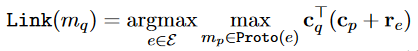 Link(m_q) = argmax_{e∈ℰ} max_{m_p∈Proto(e)} c_q^⊤(c_p + r_e)